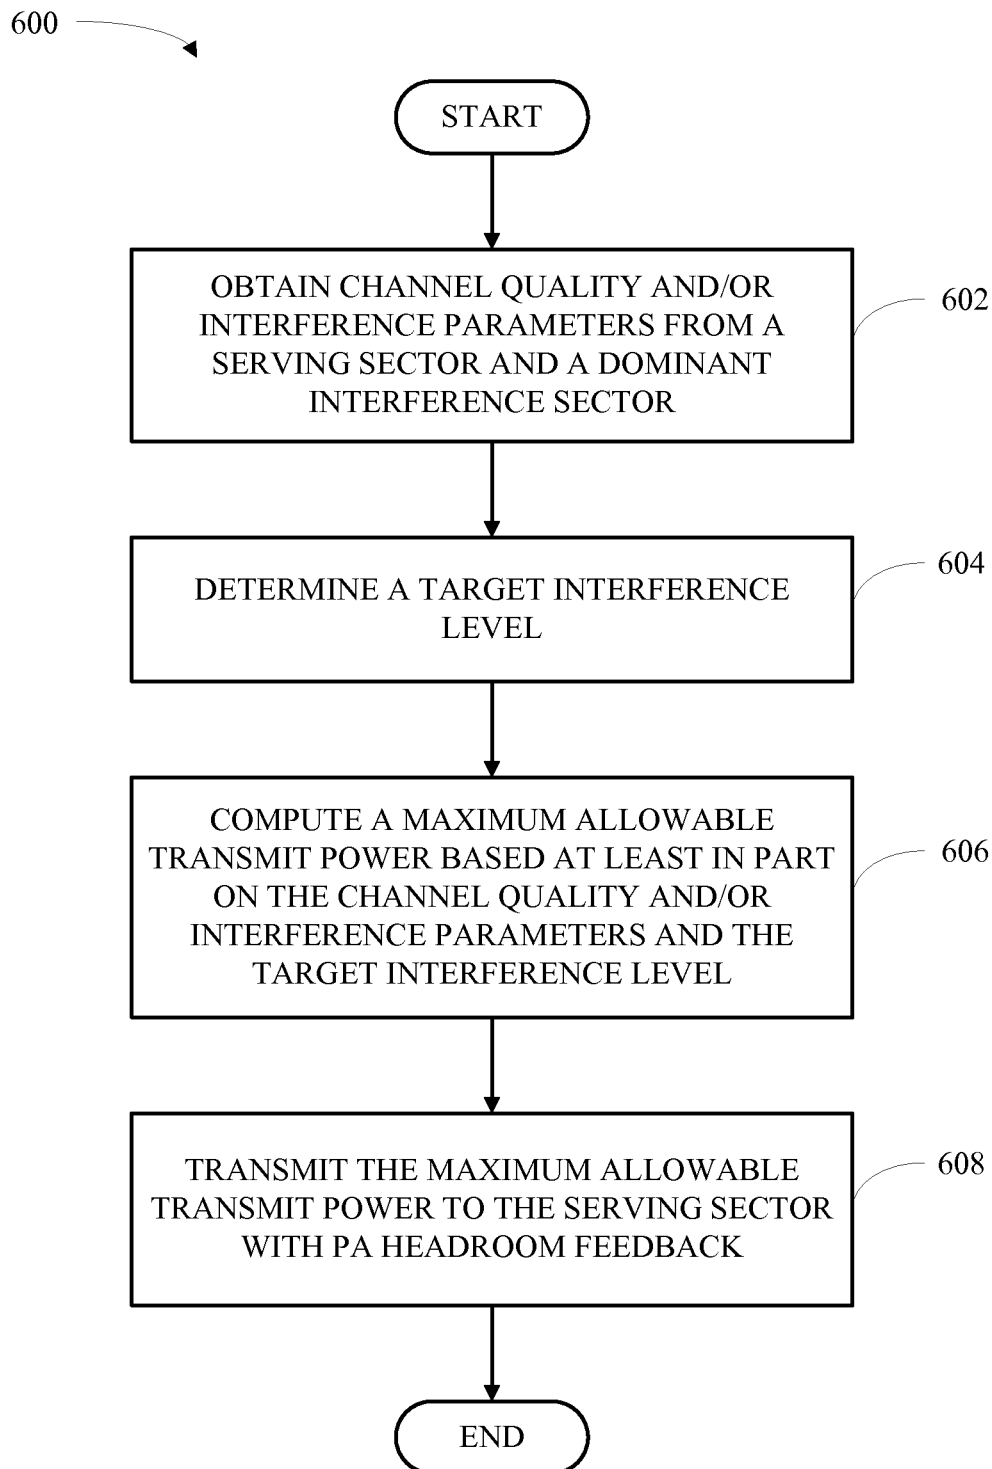 600
START
OBTAIN CHANNEL QUALITY AND/OR
INTERFERENCE PARAMETERS FROM A
SERVING SECTOR AND A DOMINANT
INTERFERENCE SECTOR
602
DETERMINE A TARGET INTERFERENCE
LEVEL
604
COMPUTE A MAXIMUM ALLOWABLE
TRANSMIT POWER BASED AT LEAST IN PART
ON THE CHANNEL QUALITY AND/OR
INTERFERENCE PARAMETERS AND THE
TARGET INTERFERENCE LEVEL
606
TRANSMIT THE MAXIMUM ALLOWABLE
TRANSMIT POWER TO THE SERVING SECTOR
WITH PA HEADROOM FEEDBACK
608
END